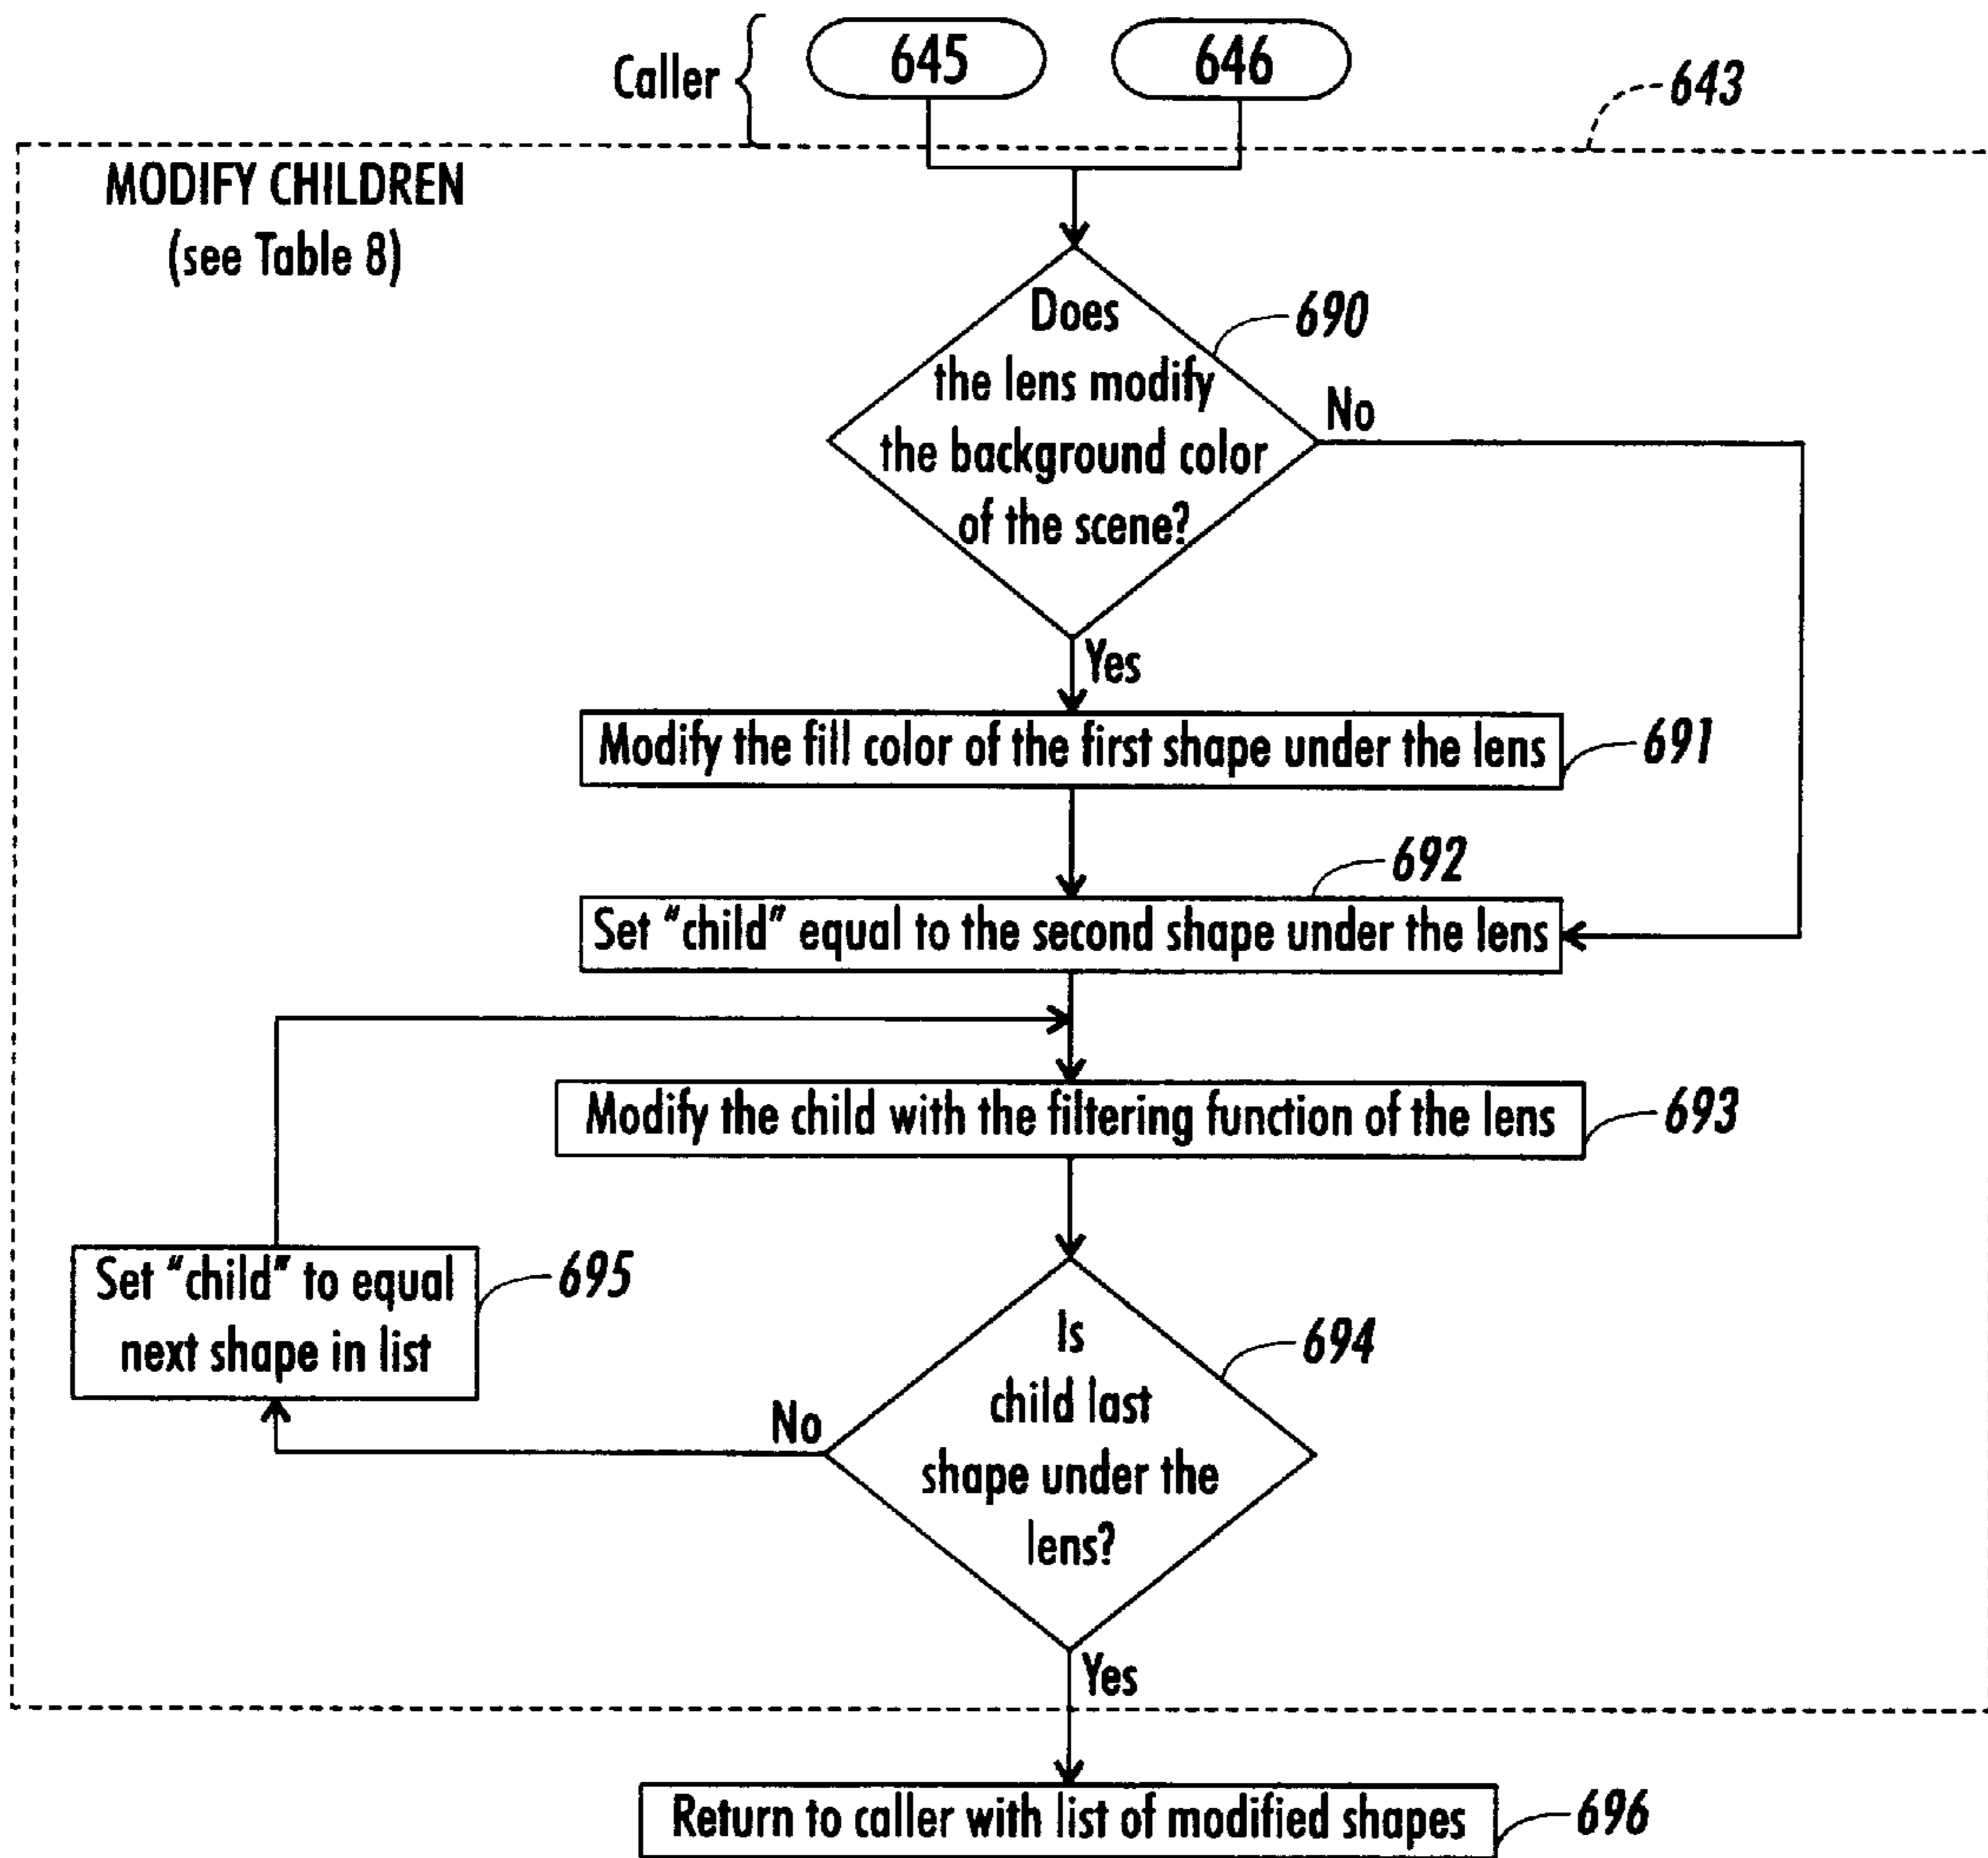 Caller
645
646
643
MODIFY CHILDREN
(see Table 8)
Does
the lens modify
the background color
of the scene?
690
No
Yes
Modify the fill color of the first shape under the lens
691
692
Set "child" equal to the second shape under the lens
Modify the child with the filtering function of the lens
693
Set "child" to equal
next shape in list
695
Is
child last
shape under the
lens?
694
No
Yes
Return to caller with list of modified shapes
696